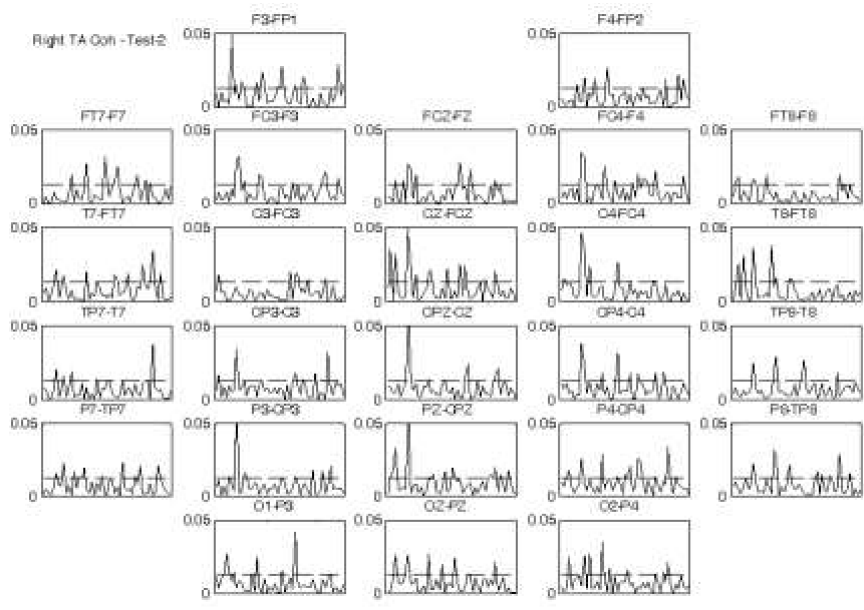 F3-FP1 F4-FP2
Right TA Coh - Test-2 0.05 0.05
0 0
FT7-F7 FC3-F3 FCZ-FZ FC4-F4 FT8-F8
0.05 0.05 0.05 0.05 0.05
0 0 0 0 0
T7-FT7 C3-FC3 CZ-FCZ C4-FC4 T8-FT8
0.05 0.05 0.05 0.05 0.05
0 0 0 0 0
TP7-T7 CP3-C3 CPZ-CZ CP4-C4 TP8-T8
0.05 0.05 0.05 0.05 0.05
0 0 0 0 0
P7-TP7 P3-CP3 PZ-CPZ P4-CP4 P8-TP8
0.05 0.05 0.05 0.05 0.05
0 0 0 0 0
O1-P3 OZ-PZ O2-P4
0.05 0.05 0.05
0 0 0